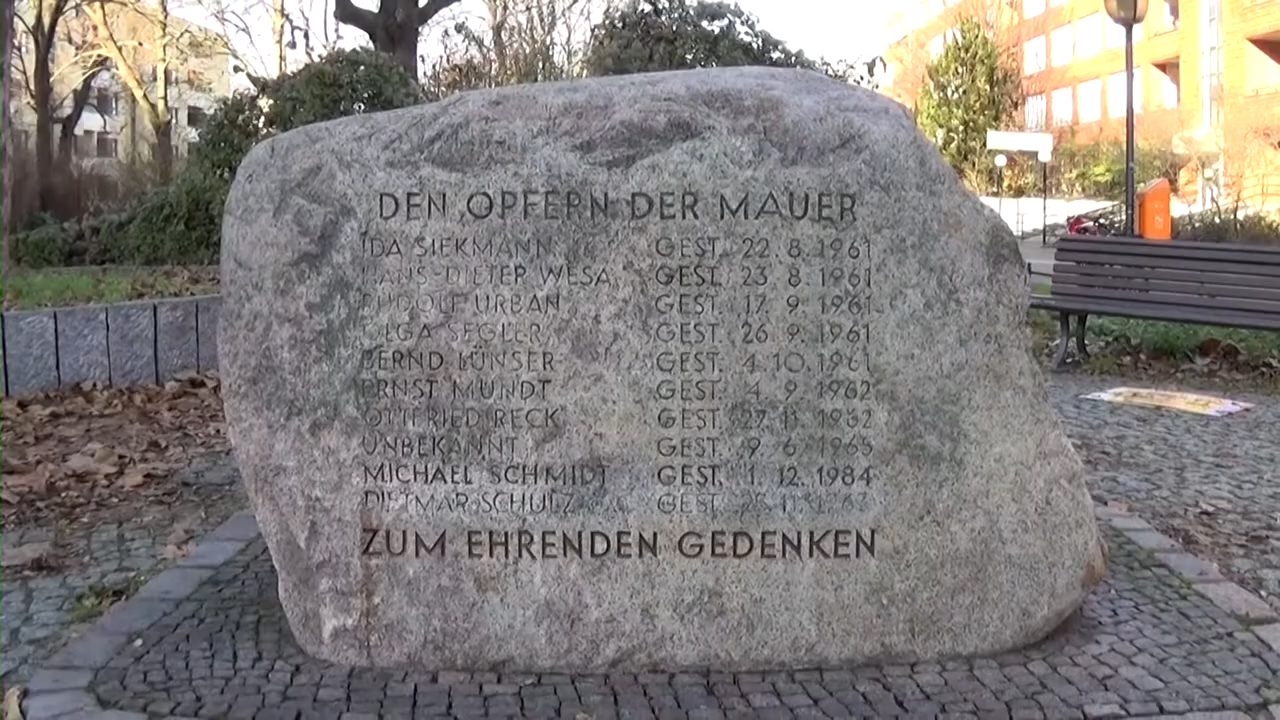 DEN OPFERN DER MAUER
IDA SIEKMANN GEST. 22.8.1961
HANS-DIETER WESA GEST. 23.8.1961
RUDOLF URBAN GEST. 17.9.1961
OLGA SEGLER GEST. 26.9.1961
BERND LÜNSER GEST. 4.10.1961
ERNST MUNDT GEST. 4.9.1962
OTTFRIED RECK GEST. 27.11.1962
UNBEKANNT GEST. 9.6.1965
MICHAEL SCHMIDT GEST. 1.12.1984
DIETMAR SCHULZ GEST.
ZUM EHRENDEN GEDENKEN